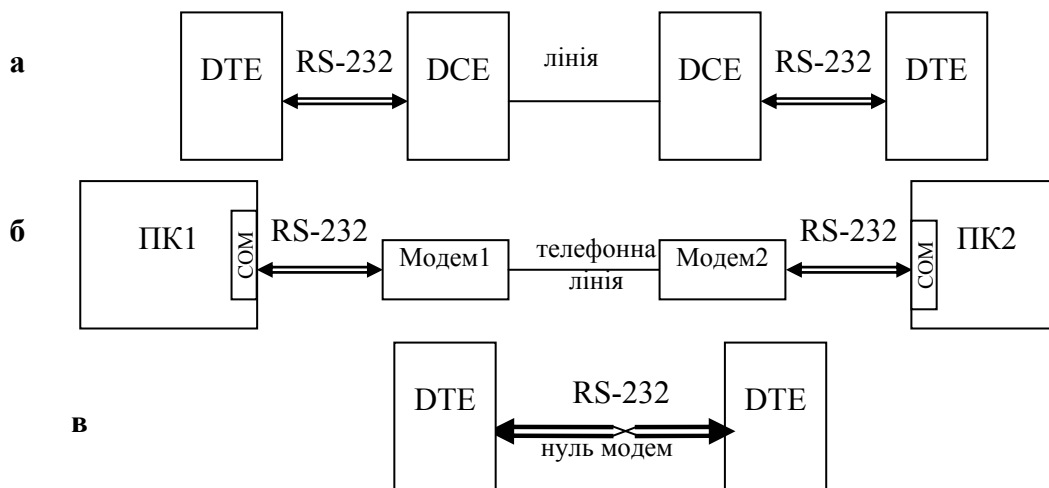 а
DTE
RS-232
DCE
лінія
DCE
RS-232
DTE
б
ПК1
COM
RS-232
Модем1
телефонна
лінія
Модем2
RS-232
COM
ПК2
в
DTE
RS-232
нуль модем
DTE